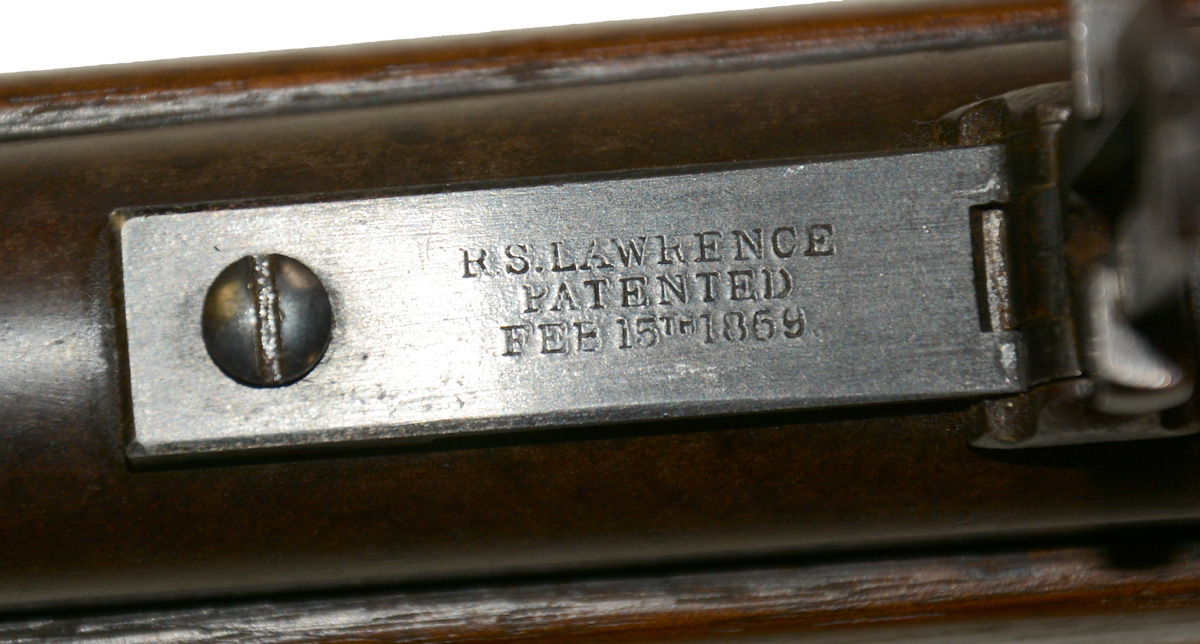 R.S. LAWRENCE
PATENTED
FEB 15TH 1869.